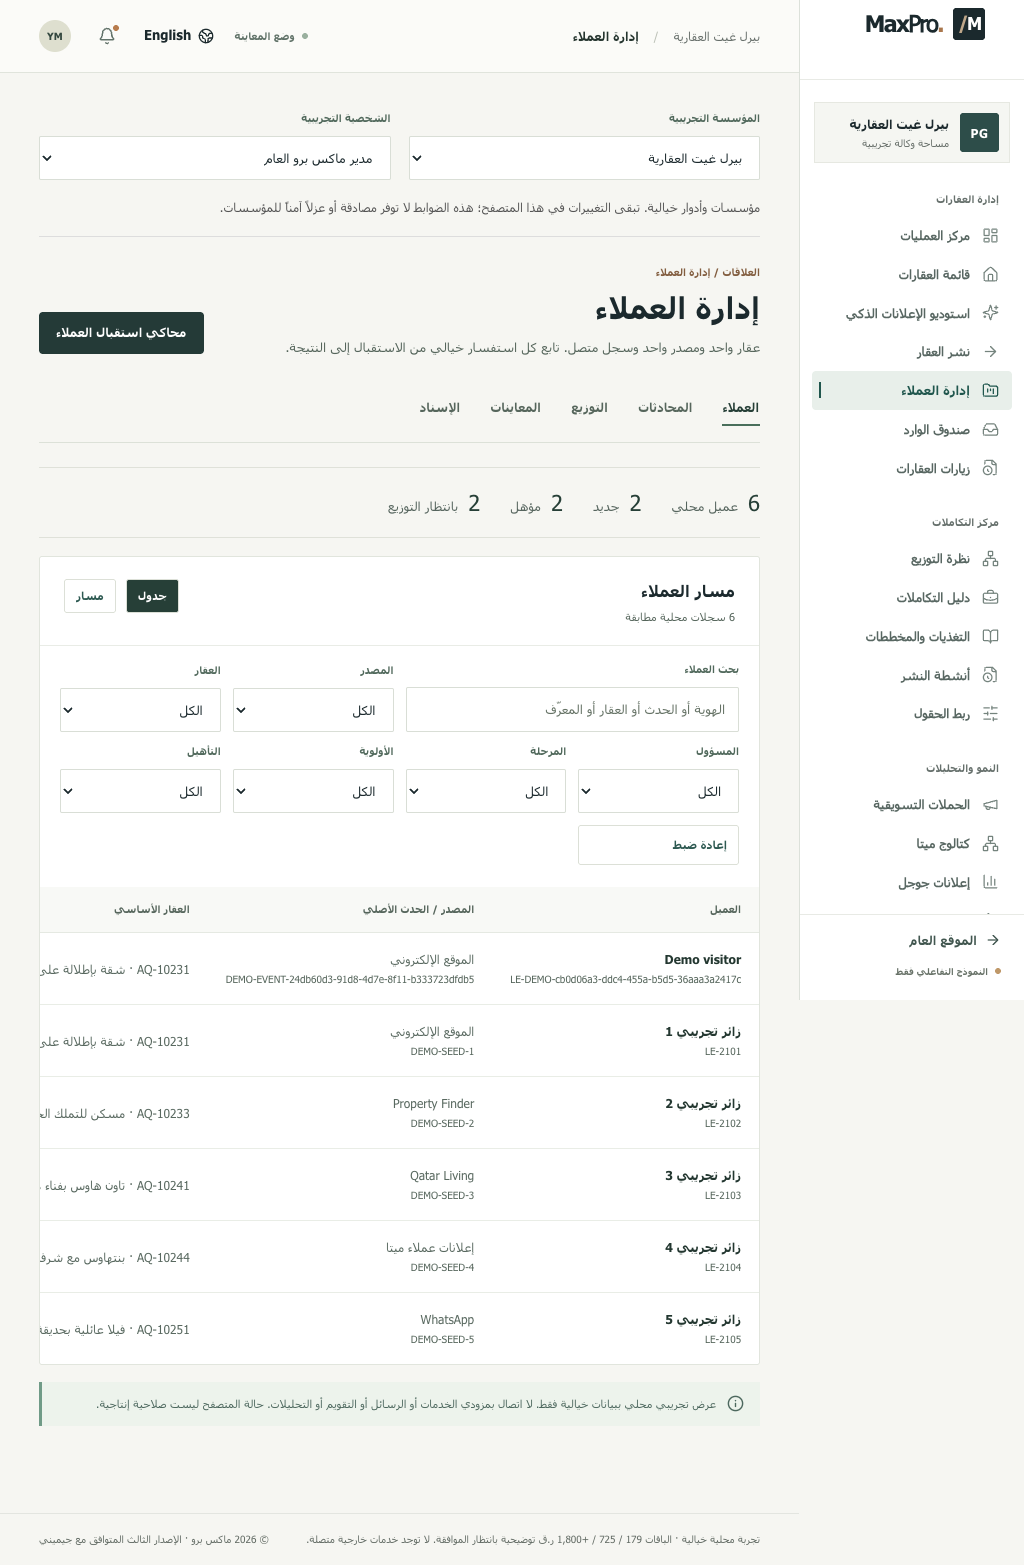 MaxPro. /M
بيرل غيت العقارية / إدارة العملاء
وضع المعاينة
English
YM
PG
بيرل غيت العقارية
مساحة وكالة تجريبية
إدارة العقارات
مركز العمليات
قائمة العقارات
استوديو الإعلانات الذكي
نشر العقار
إدارة العملاء
صندوق الوارد
زيارات العقارات
مركز التكاملات
نظرة التوزيع
دليل التكاملات
التغذيات والمخططات
أنشطة النشر
ربط الحقول
النمو والتحليلات
الحملات التسويقية
كتالوج ميتا
إعلانات جوجل
الموقع العام
النموذج التفاعلي فقط
المؤسسة التجريبية
بيرل غيت العقارية
الشخصية التجريبية
مدير ماكس برو العام
مؤسسات وأدوار خيالية. تبقى التغييرات في هذا المتصفح؛ هذه الضوابط لا توفر مصادقة أو عزلاً آمناً للمؤسسات.
العلاقات / إدارة العملاء
إدارة العملاء
عقار واحد ومصدر واحد وسجل متصل. تابع كل استفسار خيالي من الاستقبال إلى النتيجة.
محاكي استقبال العملاء
العملاء المحادثات التوزيع المعاينات الإسناد
6 عميل محلي 2 جديد 2 مؤهل 2 بانتظار التوزيع
مسار العملاء
6 سجلات محلية مطابقة
جدول مسار
بحث العملاء المصدر العقار
الهوية أو الحدث أو العقار أو المعرّف الكل الكل
المسؤول المرحلة الأولوية التأهيل
الكل الكل الكل الكل
إعادة ضبط
العميل المصدر / الحدث الأصلي العقار الأساسي
Demo visitor الموقع الإلكتروني AQ-10231 · شقة بإطلالة على
LE-DEMO-cb0d06a3-ddc4-455a-b5d5-36aaa3a2417c DEMO-EVENT-24db60d3-91d8-4d7e-8f11-b333723dfdb5
زائر تجريبي 1 الموقع الإلكتروني AQ-10231 · شقة بإطلالة على
LE-2101 DEMO-SEED-1
زائر تجريبي 2 Property Finder AQ-10233 · مسكن للتملك
LE-2102 DEMO-SEED-2
زائر تجريبي 3 Qatar Living AQ-10241 · تاون هاوس بفناء
LE-2103 DEMO-SEED-3
زائر تجريبي 4 إعلانات عملاء ميتا AQ-10244 · بنتهاوس مع
LE-2104 DEMO-SEED-4
زائر تجريبي 5 WhatsApp AQ-10251 · فيلا عائلية بحديقة
LE-2105 DEMO-SEED-5
عرض تجريبي محلي ببيانات خيالية فقط. لا اتصال بمزودي الخدمات أو الرسائل أو التقويم أو التحليلات. حالة المتصفح ليست صلاحية إنتاجية.
تجربة محلية خيالية · الباقات 179 / 725 / +1,800 ر.ق توضيحية بانتظار الموافقة. لا توجد خدمات خارجية متصلة.
© 2026 ماكس برو · الإصدار الثالث المتوافق مع جيميني